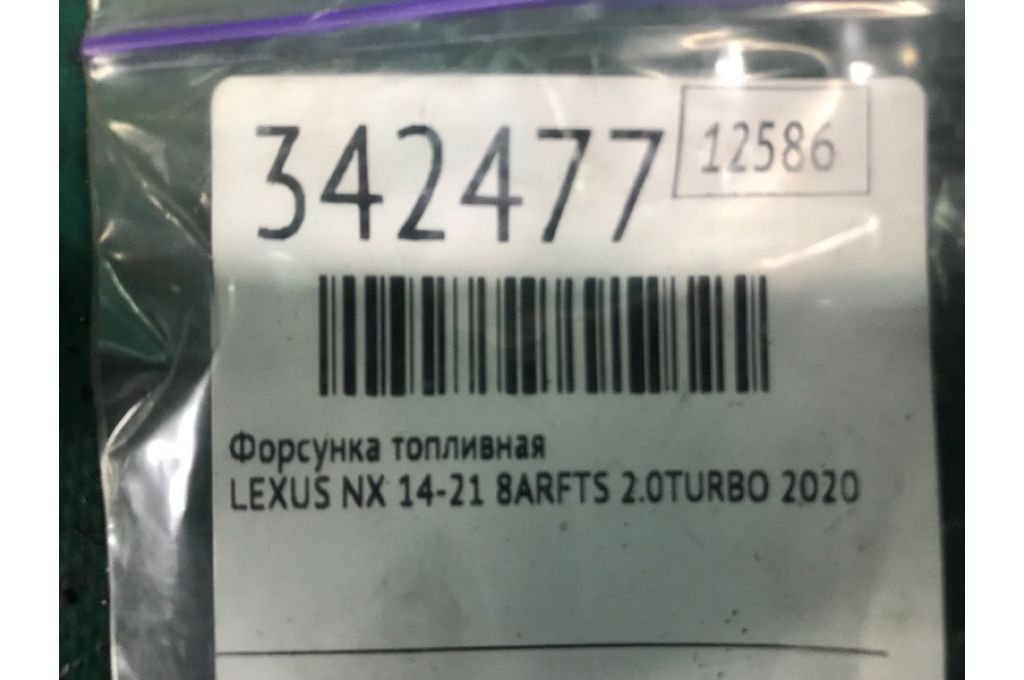 342477 12586
Форсунка топливная
LEXUS NX 14-21 8ARFTS 2.0TURBO 2020